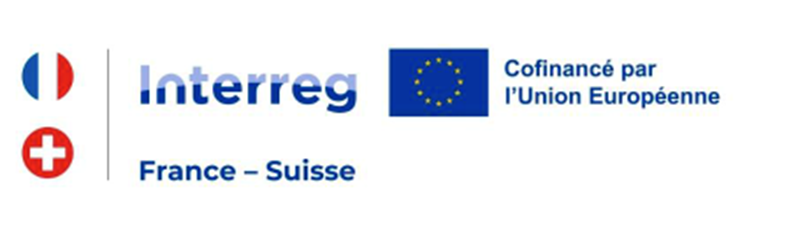 Interreg
Cofinancé par
l'Union Européenne
France – Suisse